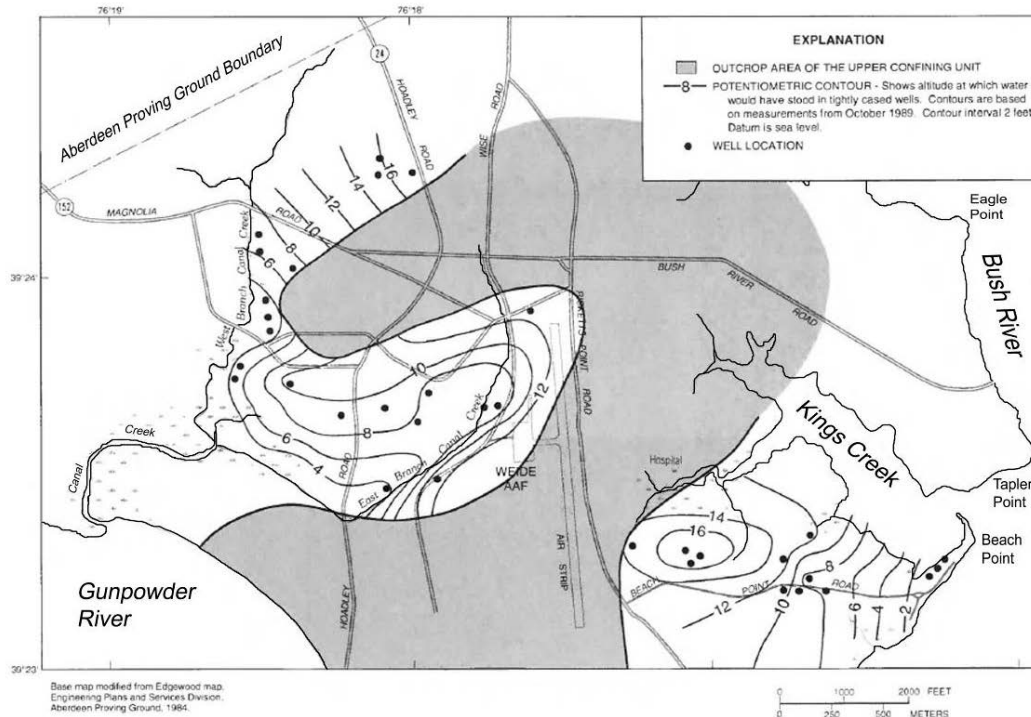 76°19'
76°18'
Aberdeen Proving Ground Boundary
24
HOADLEY
ROAD
WISE
ROAD
EXPLANATION
OUTCROP AREA OF THE UPPER CONFINING UNIT
8 POTENTIOMETRIC CONTOUR - Shows altitude at which water
would have stood in tightly cased wells. Contours are based
on measurements from October 1989. Contour interval 2 feet.
Datum is sea level.
WELL LOCATION
152
MAGNOLIA
ROAD
16
14
12
10
8
6
West Branch Canal Creek
Eagle
Point
Bush River
39°24'
BUSH
RIVER
ROAD
RICKETTS
POINT
ROAD
10
12
8
6
4
ROAD
East Branch Canal Creek
WEIDE
AAF
Creek
Canal
Kings Creek
Hospital
Tapler
Point
Beach
Point
14
16
8
BEACH
POINT
ROAD
12
10
6
4
2
AIR STRIP
HOADLEY
Gunpowder
River
39°23'
Base map modified from Edgewood map,
Engineering Plans and Services Division,
Aberdeen Proving Ground, 1984.
0 1000 2000 FEET
0 250 500 METERS